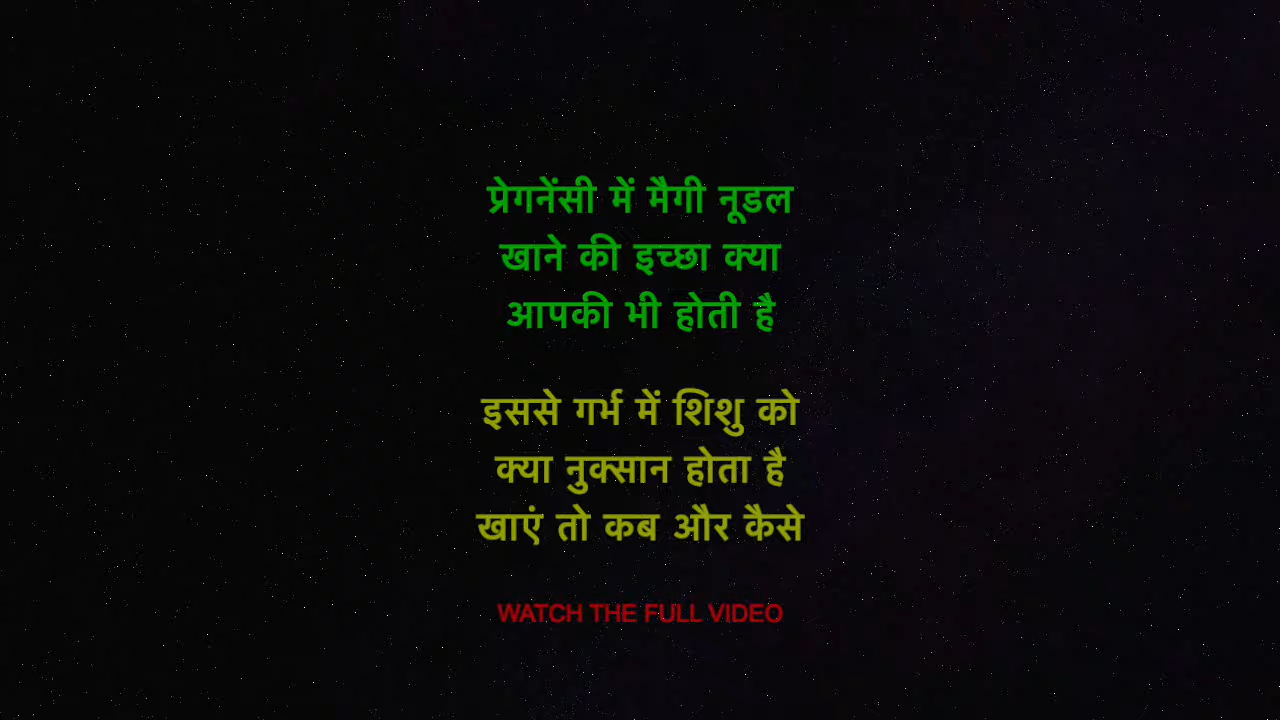 प्रेगनेंसी में मैगी नूडल
खाने की इच्छा क्या
आपकी भी होती है
इससे गर्भ में शिशु को
क्या नुक्सान होता है
खाएं तो कब और कैसे
WATCH THE FULL VIDEO